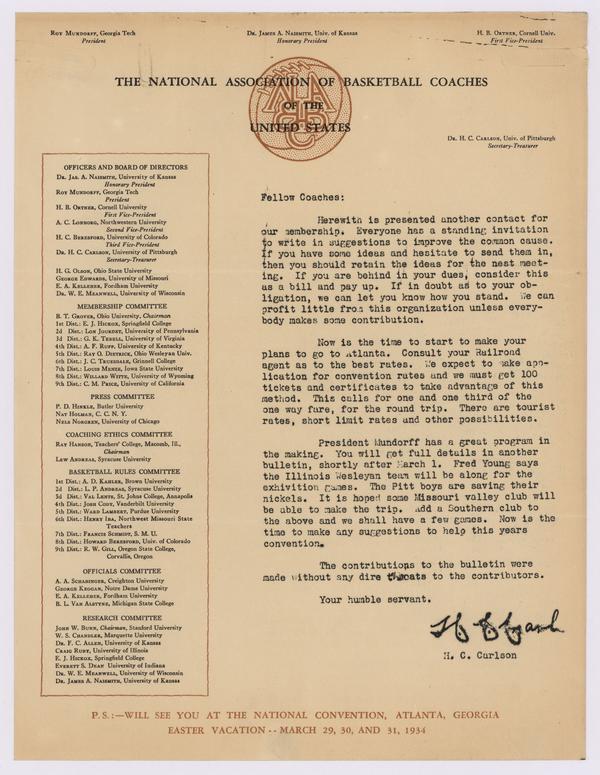 Roy Mundorff, Georgia Tech
President
Dr. James A. Naismith, Univ. of Kansas
Honorary President
H. B. Ortner, Cornell Univ.
First Vice-President
THE NATIONAL ASSOCIATION OF BASKETBALL COACHES
OF THE
UNITED STATES
Dr. H. C. Carlson, Univ. of Pittsburgh
Secretary-Treasurer
OFFICERS AND BOARD OF DIRECTORS
Dr. Jas. A. Naismith, University of Kansas
Honorary President
Roy Mundorff, Georgia Tech
President
H. B. Ortner, Cornell University
First Vice-President
A. C. Lonborg, Northwestern University
Second Vice-President
H. C. Beresford, University of Colorado
Third Vice-President
Dr. H. C. Carlson, University of Pittsburgh
Secretary-Treasurer
H. G. Olson, Ohio State University
George Edwards, University of Missouri
E. A. Kelleher, Fordham University
Dr. W. E. Meanwell, University of Wisconsin
MEMBERSHIP COMMITTEE
B. T. Grover, Ohio University, Chairman
1st Dist.: E. J. Hickox, Springfield College
2d Dist.: Lon Jourdet, University of Pennsylvania
3d Dist.: G. K. Tebell, University of Virginia
4th Dist.: A. F. Rupp, University of Kentucky
5th Dist.: Ray O. Detrick, Ohio Wesleyan Univ.
6th Dist.: J. C. Truesdale, Grinnell College
7th Dist.: Louis Menze, Iowa State University
8th Dist.: Willard Witte, University of Wyoming
9th Dist.: C. M. Price, University of California
PRESS COMMITTEE
P. D. Hinkle, Butler University
Nat Holman, C. C. N. Y.
Nels Norgren, University of Chicago
COACHING ETHICS COMMITTEE
Ray Hanson, Teachers' College, Macomb, Ill.,
Chairman
Lew Andreas, Syracuse University
BASKETBALL RULES COMMITTEE
1st Dist.: A. D. Kahler, Brown University
2d Dist.: L. P. Andreas, Syracuse University
3d Dist.: Val Lentz, St. Johns College, Annapolis
4th Dist.: Josh Cody, Vanderbilt University
5th Dist.: Ward Lambert, Purdue University
6th Dist.: Henry Iba, Northwest Missouri State
Teachers
7th Dist.: Francis Schmidt, S. M. U.
8th Dist.: Howard Beresford, Univ. of Colorado
9th Dist.: R. W. Gill, Oregon State College,
Corvallis, Oregon
OFFICIALS COMMITTEE
A. A. Schabinger, Creighton University
George Keogan, Notre Dame University
E. A. Kelleher, Fordham University
B. L. Van Alstyne, Michigan State College
RESEARCH COMMITTEE
John W. Bunn, Chairman, Stanford University
W. S. Chandler, Marquette University
Dr. F. C. Allen, University of Kansas
Craig Ruby, University of Illinois
E. J. Hickox, Springfield College
Everett S. Dean University of Indiana
Dr. W. E. Meanwell, University of Wisconsin
Dr. James A. Naismith, University of Kansas
Fellow Coaches:
Herewith is presented another contact for
our membership. Everyone has a standing invitation
to write in suggestions to improve the common cause.
If you have some ideas and hesitate to send them in,
then you should retain the ideas for the nest meet-
ing. If you are behind in your dues, consider this
as a bill and pay up. If in doubt as to your ob-
ligation, we can let you know how you stand. We can
profit little from this organization unless every-
body makes some contribution.
Now is the time to start to make your
plans to go to Atlanta. Consult your Railroad
agent as to the best rates. We expect to make app-
lication for convention rates and we must get 100
tickets and certificates to take advantage of this
method. This calls for one and one third of the
one way fare, for the round trip. There are tourist
rates, short limit rates and other possibilities.
President Mundorff has a great program in
the making. You will get full details in another
bulletin, shortly after March 1. Fred Young says
the Illinois Wesleyan team will be along for the
exhivition games. The Pitt boys are saving their
nickels. It is hoped some Missouri valley club will
be able to make the trip. Add a Southern club to
the above and we shall have a few games. Now is the
time to make any suggestions to help this years
convention.
The contributions to the bulletin were
made without any dire threats to the contributors.
Your humble servant.
H. C. Carlson
P.S.:—WILL SEE YOU AT THE NATIONAL CONVENTION, ATLANTA, GEORGIA
EASTER VACATION -- MARCH 29, 30, AND 31, 1934